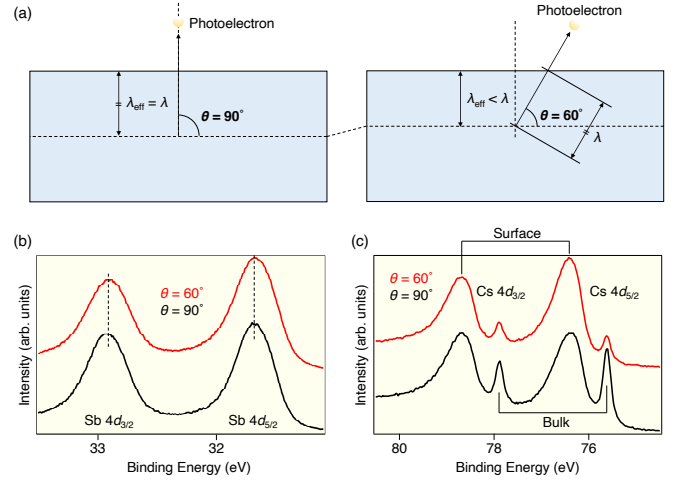 (a)
Photoelectron
λeff = λ
θ = 90˚
Photoelectron
λeff < λ
θ = 60˚
λ
(b)
θ = 60˚
θ = 90˚
Sb 4d3/2
Sb 4d5/2
Intensity (arb. units)
33
32
Binding Energy (eV)
(c)
Surface
θ = 60˚
θ = 90˚
Cs 4d3/2
Cs 4d5/2
Bulk
Intensity (arb. units)
80
78
76
Binding Energy (eV)